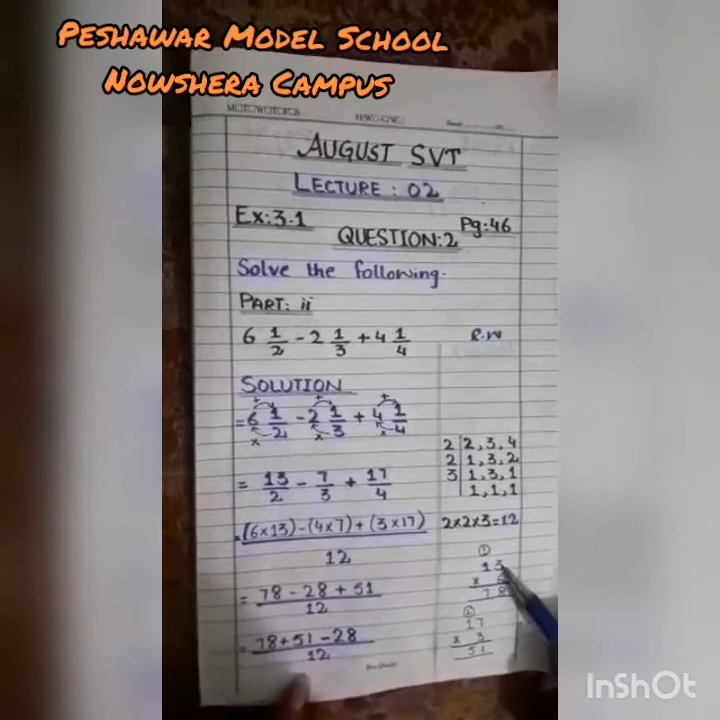 PESHAWAR MODEL SCHOOL
NOWSHERA CAMPUS
AUGUST SVT
LECTURE : 02
Ex:3.1
Pg:46
QUESTION:2
Solve the following.
PART: ii
6 1/2 - 2 1/3 + 4 1/4
R.W
SOLUTION
= 6 1/2 - 2 1/3 + 4 1/4
= 13/2 - 7/3 + 17/4
= (6×13) - (4×7) + (3×17) / 12
= 78 - 28 + 51 / 12
= 78 + 51 - 28 / 12
2 | 2, 3, 4
2 | 1, 3, 2
3 | 1, 3, 1
| 1, 1, 1
2×2×3=12
①
13
× 6
78
②
17
× 3
51
InShOt